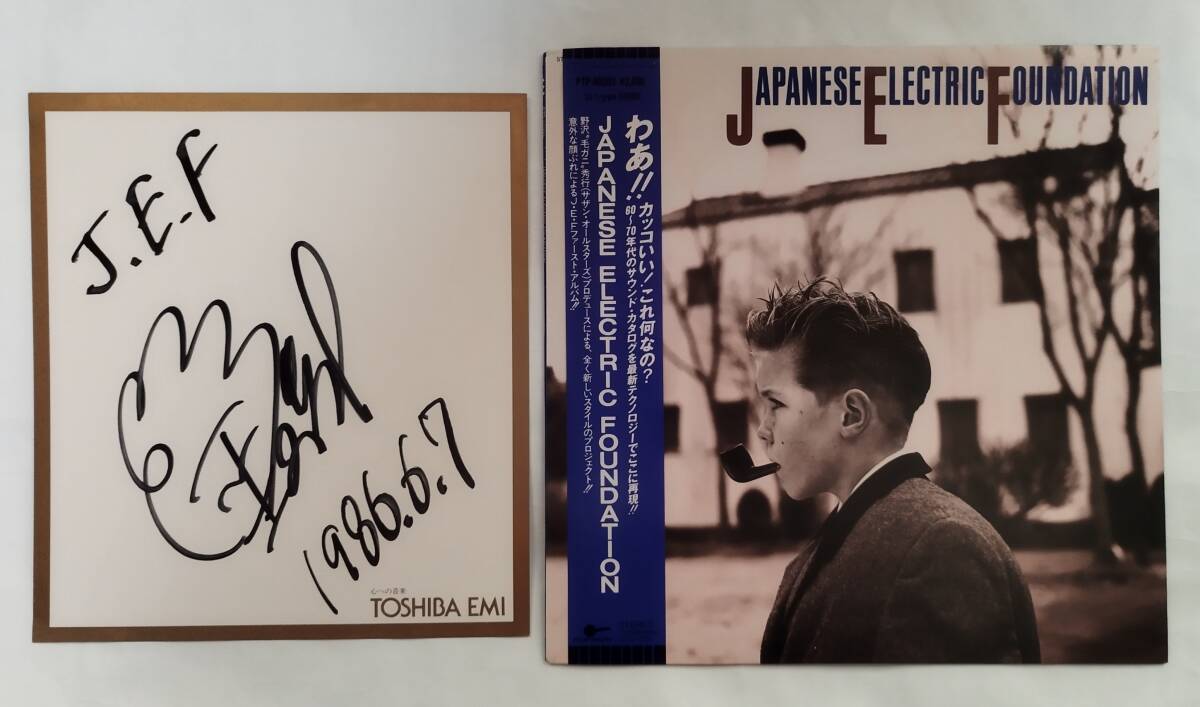 J.E.F
1986.6.7
心への音楽
TOSHIBA EMI
JAPANESE ELECTRIC FOUNDATION
わあ!!カッコいい!これ何なの?
60〜70年代のサウンド・カタログを最新テクノロジーでここに再現!!
JAPANESE ELECTRIC FOUNDATION
野沢“毛ガニ”秀行(サザン・オールスターズ)プロデュースによる、全く新しいスタイルのプロジェクト!!
意外な顔ぶれによるJ・E・Fファースト・アルバム!!